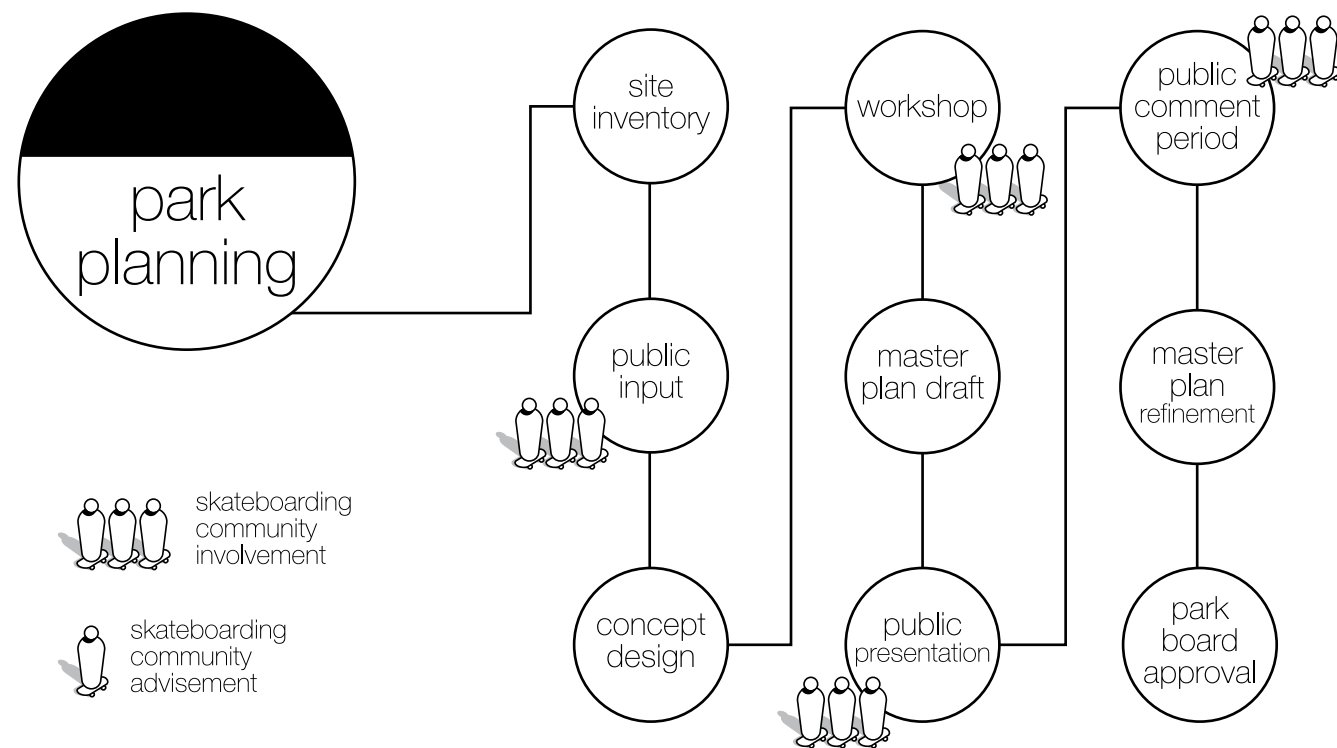 park
planning
site
inventory
public
input
concept
design
workshop
master
plan draft
public
presentation
public
comment
period
master
plan
refinement
park
board
approval
skateboarding
community
involvement
skateboarding
community
advisement